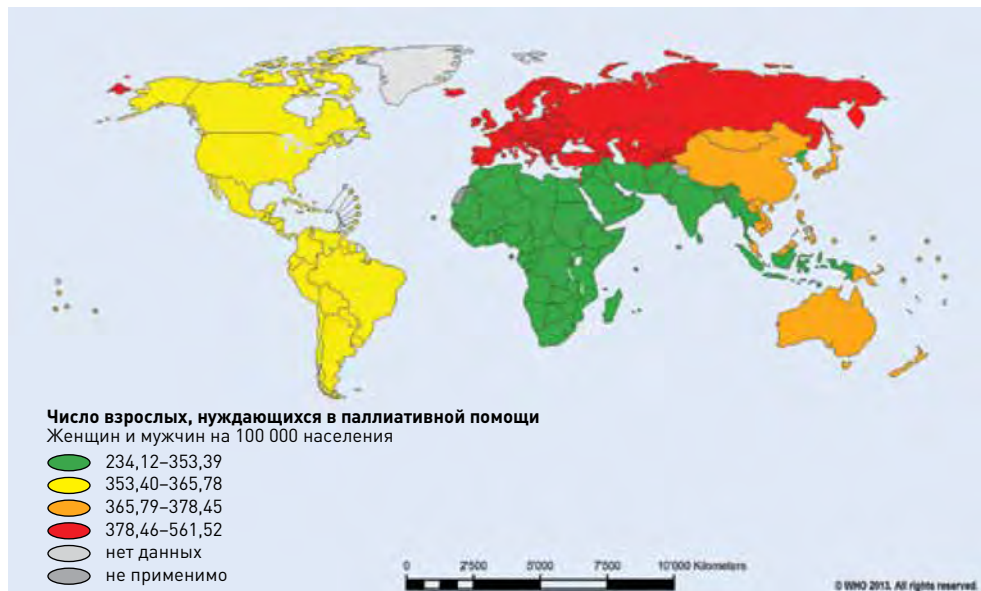 Число взрослых, нуждающихся в паллиативной помощи
Женщин и мужчин на 100 000 населения
234,12–353,39
353,40–365,78
365,79–378,45
378,46–561,52
нет данных
не применимо
0 2'500 5'000 7'500 10'000 Kilometers
© WHO 2013. All rights reserved.